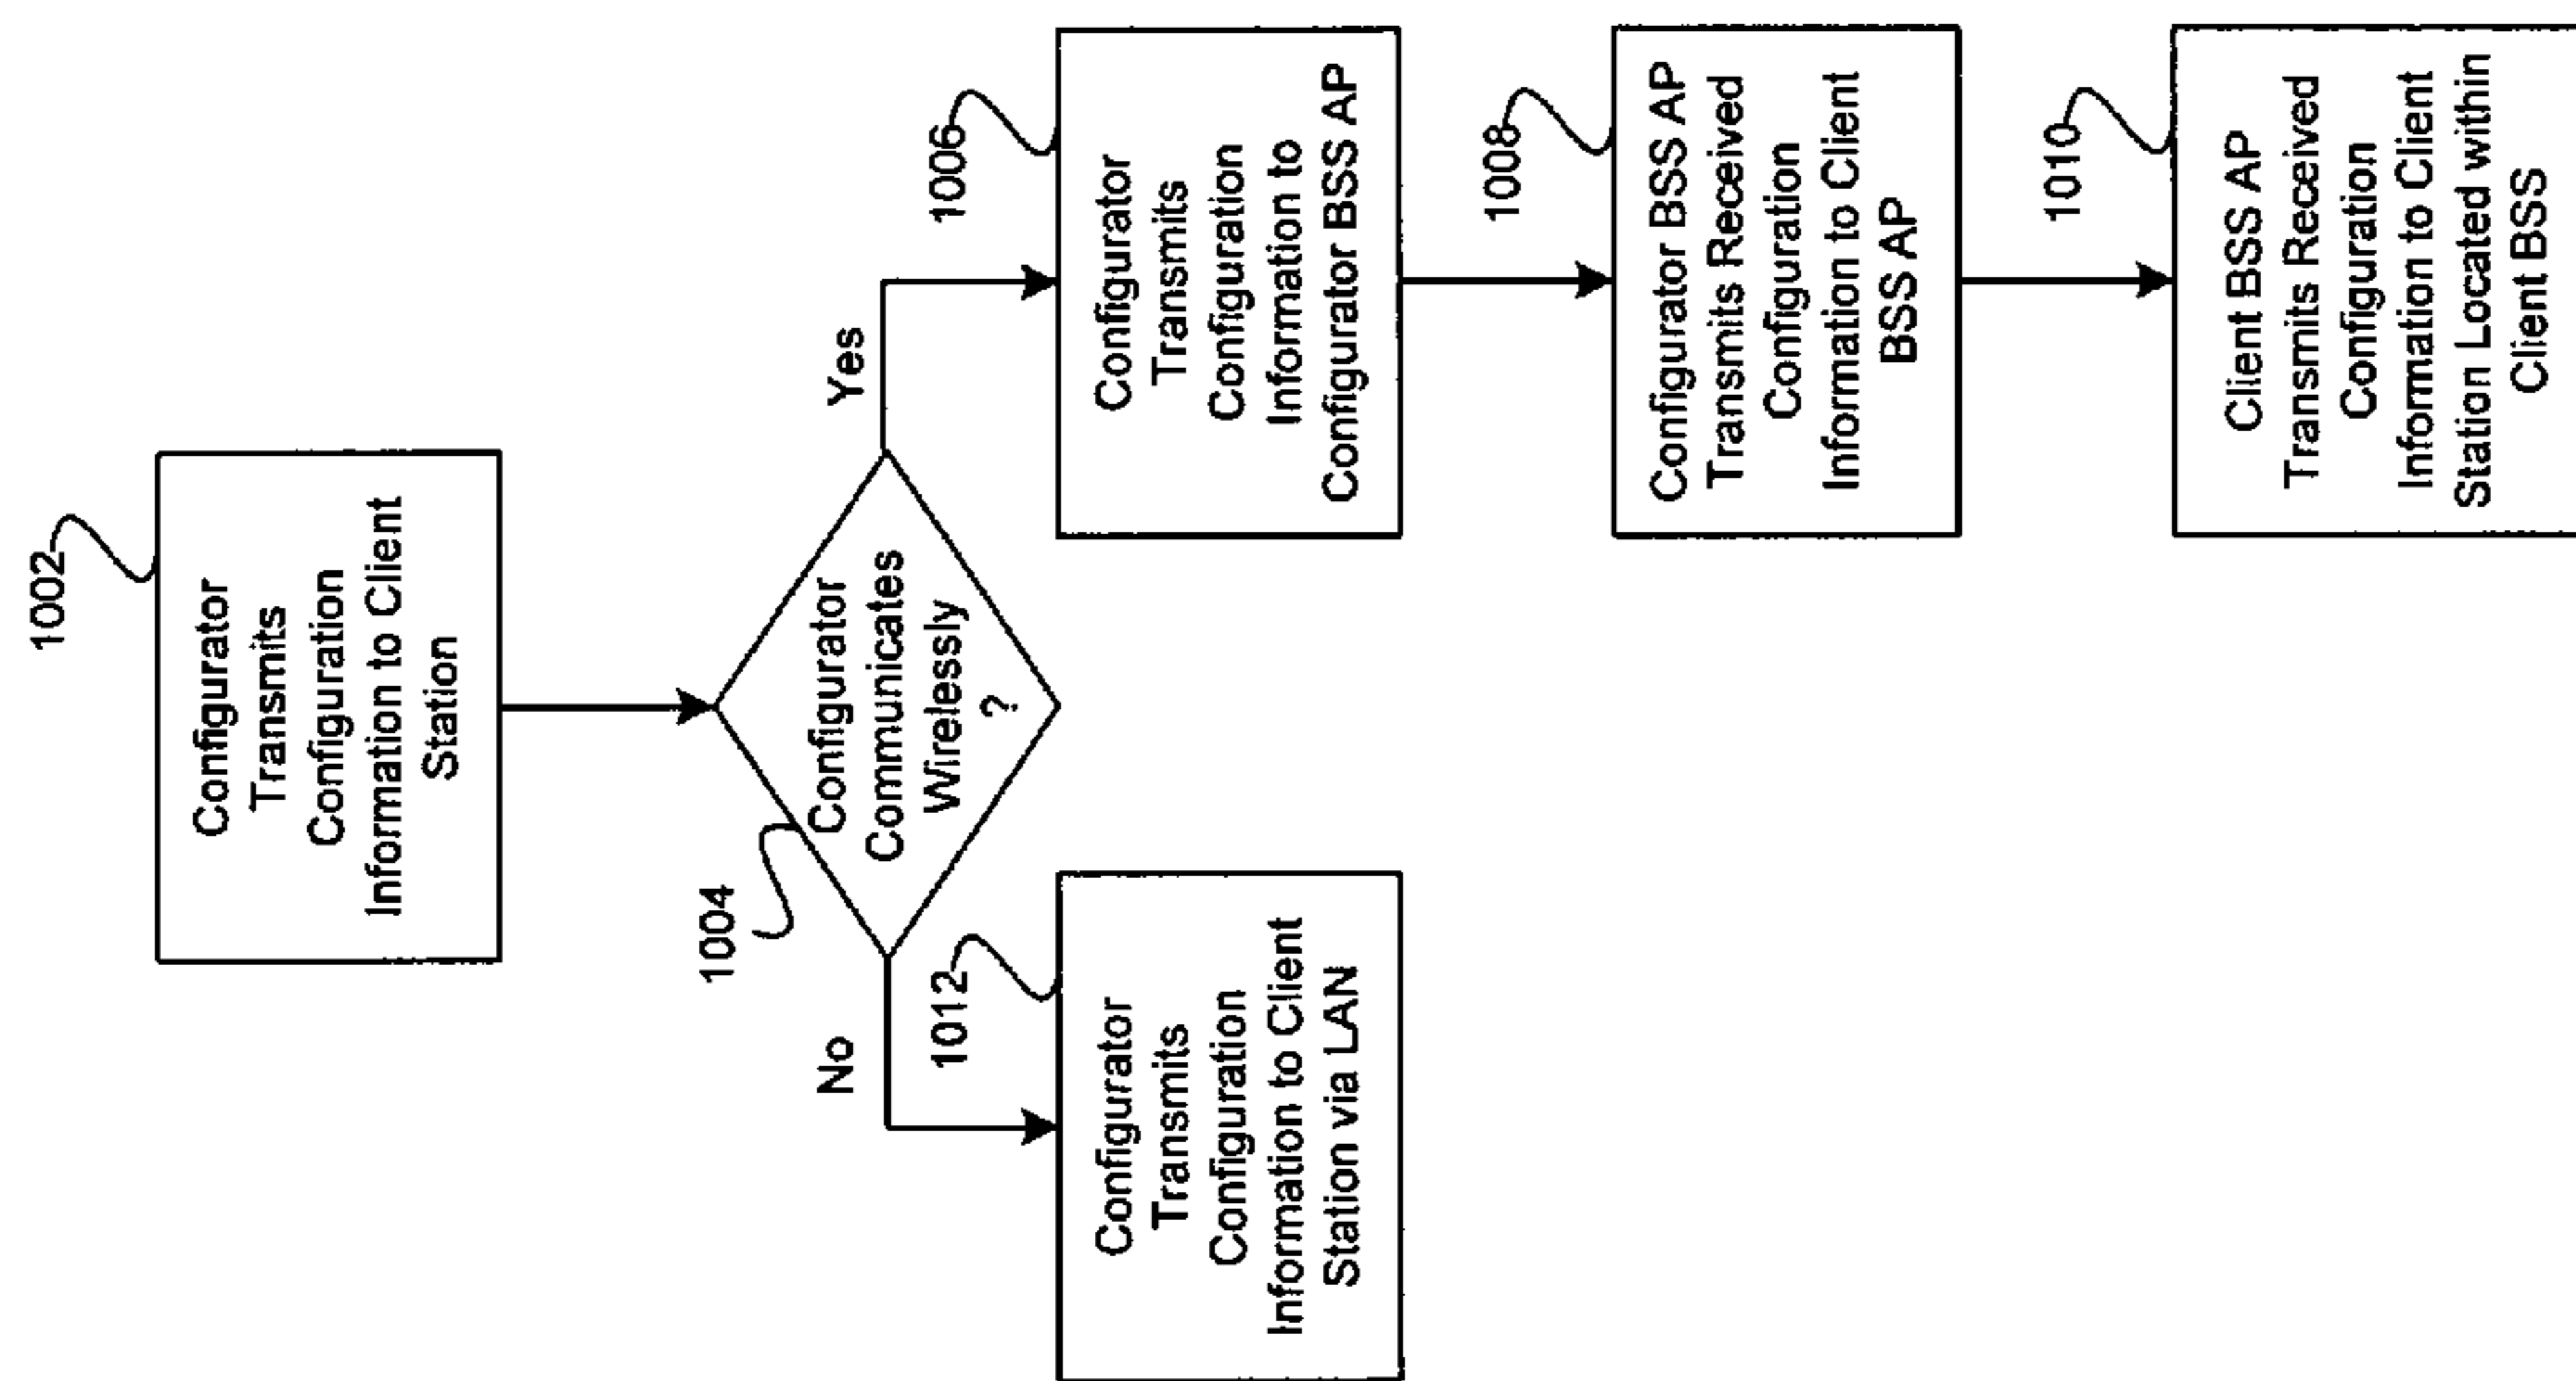 1002
Configurator
Transmits
Configuration
Information to Client
Station
1004
Configurator
Communicates
Wirelessly
?
No
Yes
1012
Configurator
Transmits
Configuration
Information to Client
Station via LAN
1006
Configurator
Transmits
Configuration
Information to
Configurator BSS AP
1008
Configurator BSS AP
Transmits Received
Configuration
Information to Client
BSS AP
1010
Client BSS AP
Transmits Received
Configuration
Information to Client
Station Located within
Client BSS